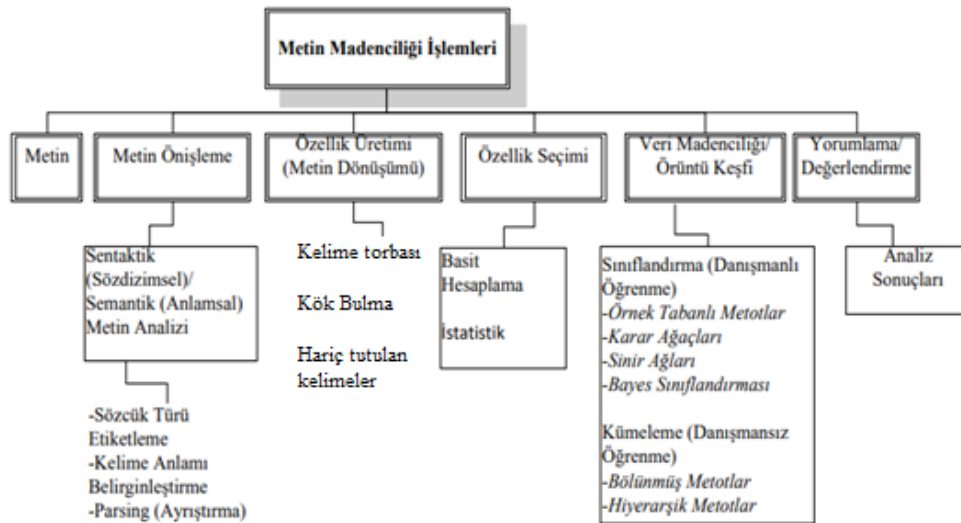 Metin Madenciliği İşlemleri
Metin
Metin Önişleme
Özellik Üretimi
(Metin Dönüşümü)
Özellik Seçimi
Veri Madenciliği/
Örüntü Keşfi
Yorumlama/
Değerlendirme
Sentaktik
(Sözdizimsel)/
Semantik (Anlamsal)
Metin Analizi
-Sözcük Türü
Etiketleme
-Kelime Anlamı
Belirginleştirme
-Parsing (Ayrıştırma)
Kelime torbası
Kök Bulma
Hariç tutulan
kelimeler
Basit
Hesaplama
İstatistik
Sınıflandırma (Danışmanlı
Öğrenme)
-Örnek Tabanlı Metotlar
-Karar Ağaçları
-Sinir Ağları
-Bayes Sınıflandırması
Kümeleme (Danışmansız
Öğrenme)
-Bölünmüş Metotlar
-Hiyerarşik Metotlar
Analiz
Sonuçları